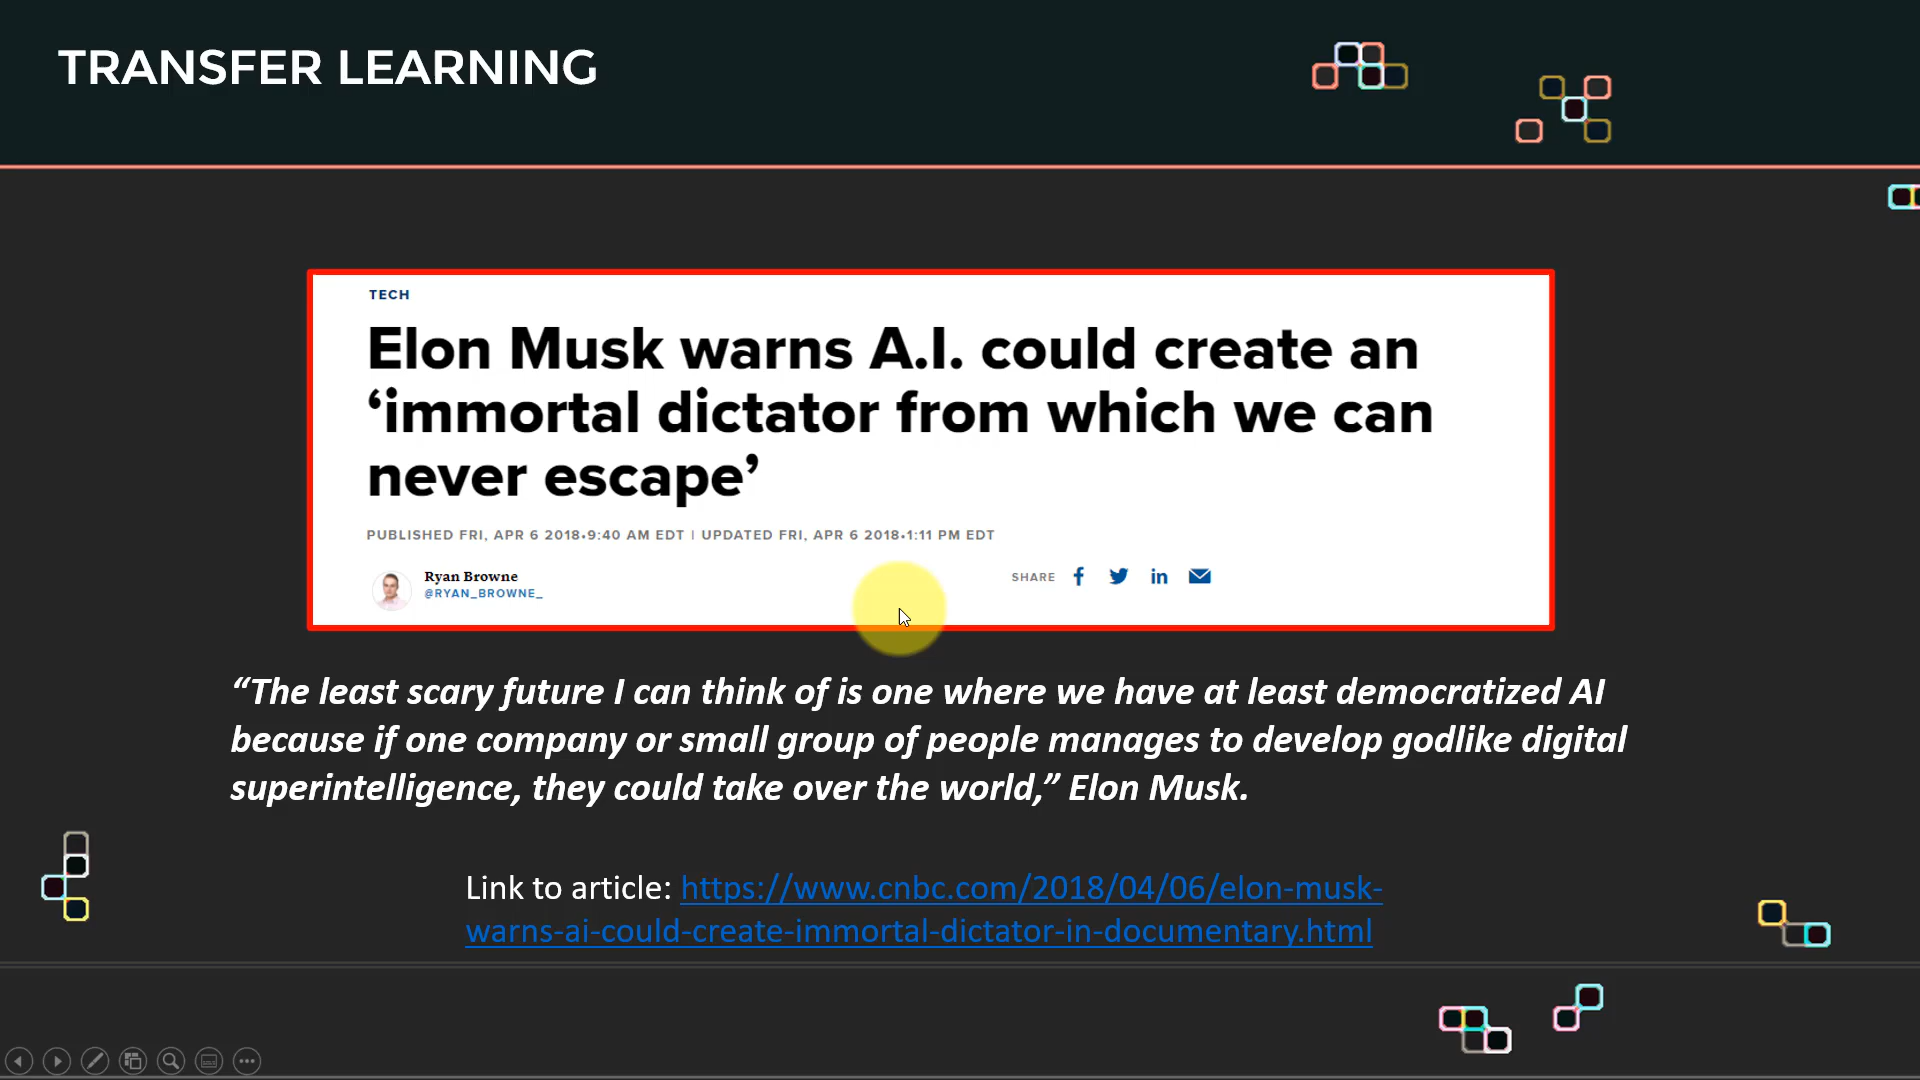 TRANSFER LEARNING
TECH
Elon Musk warns A.I. could create an
‘immortal dictator from which we can
never escape’
PUBLISHED FRI, APR 6 2018•9:40 AM EDT | UPDATED FRI, APR 6 2018•1:11 PM EDT
Ryan Browne
@RYAN_BROWNE_
SHARE
“The least scary future I can think of is one where we have at least democratized AI
because if one company or small group of people manages to develop godlike digital
superintelligence, they could take over the world,” Elon Musk.
Link to article: https://www.cnbc.com/2018/04/06/elon-musk-
warns-ai-could-create-immortal-dictator-in-documentary.html